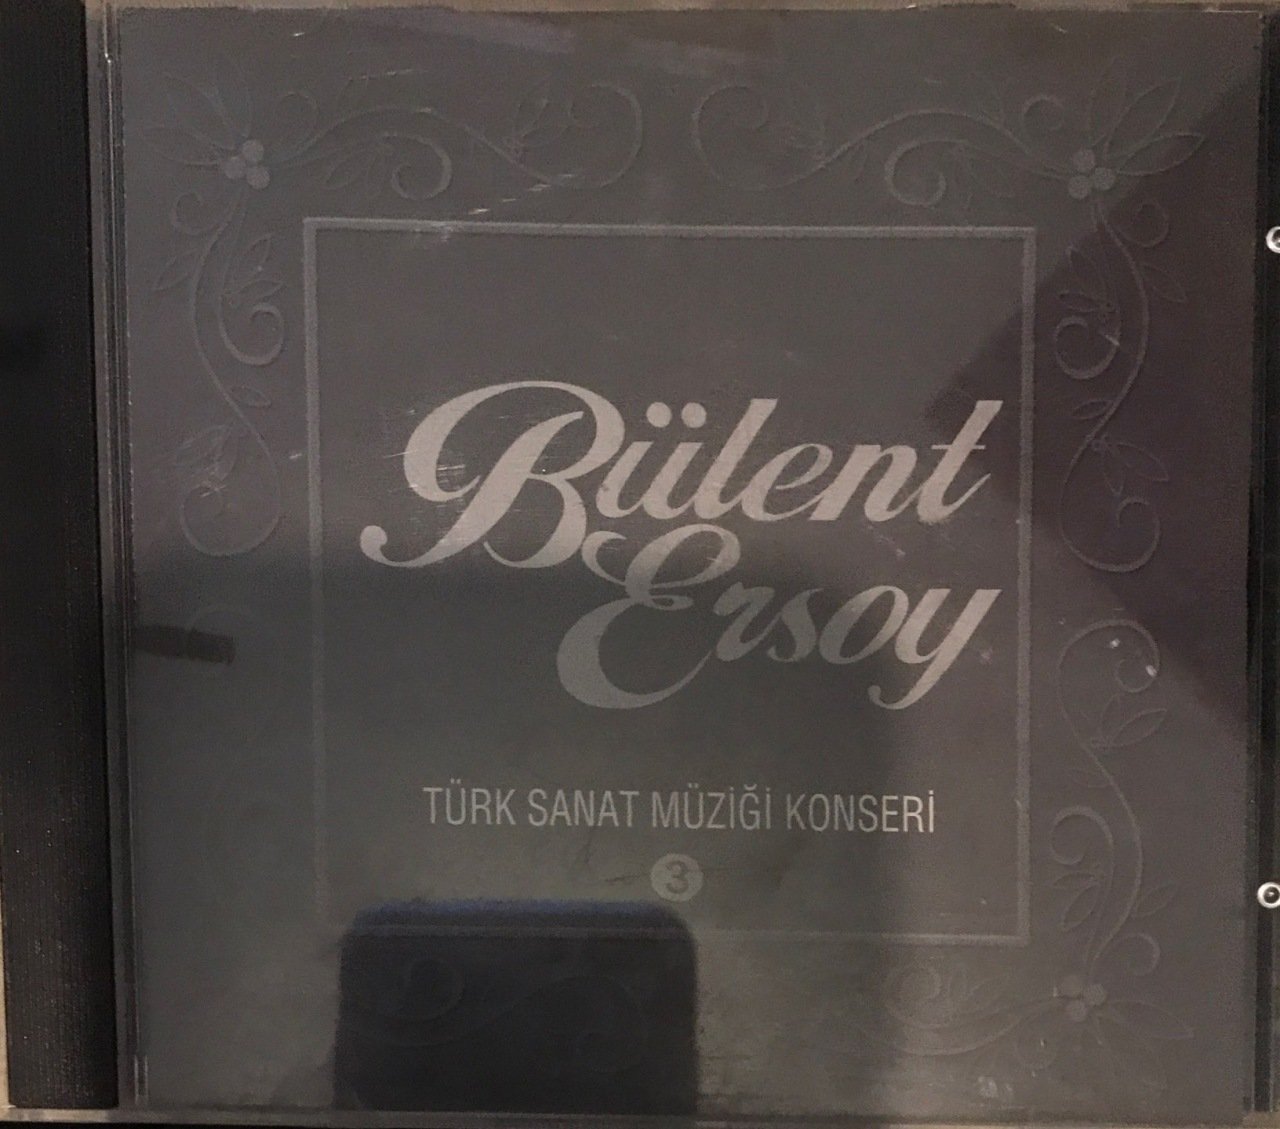 Bülent
Ersoy
TÜRK SANAT MÜZİĞİ KONSERİ
3